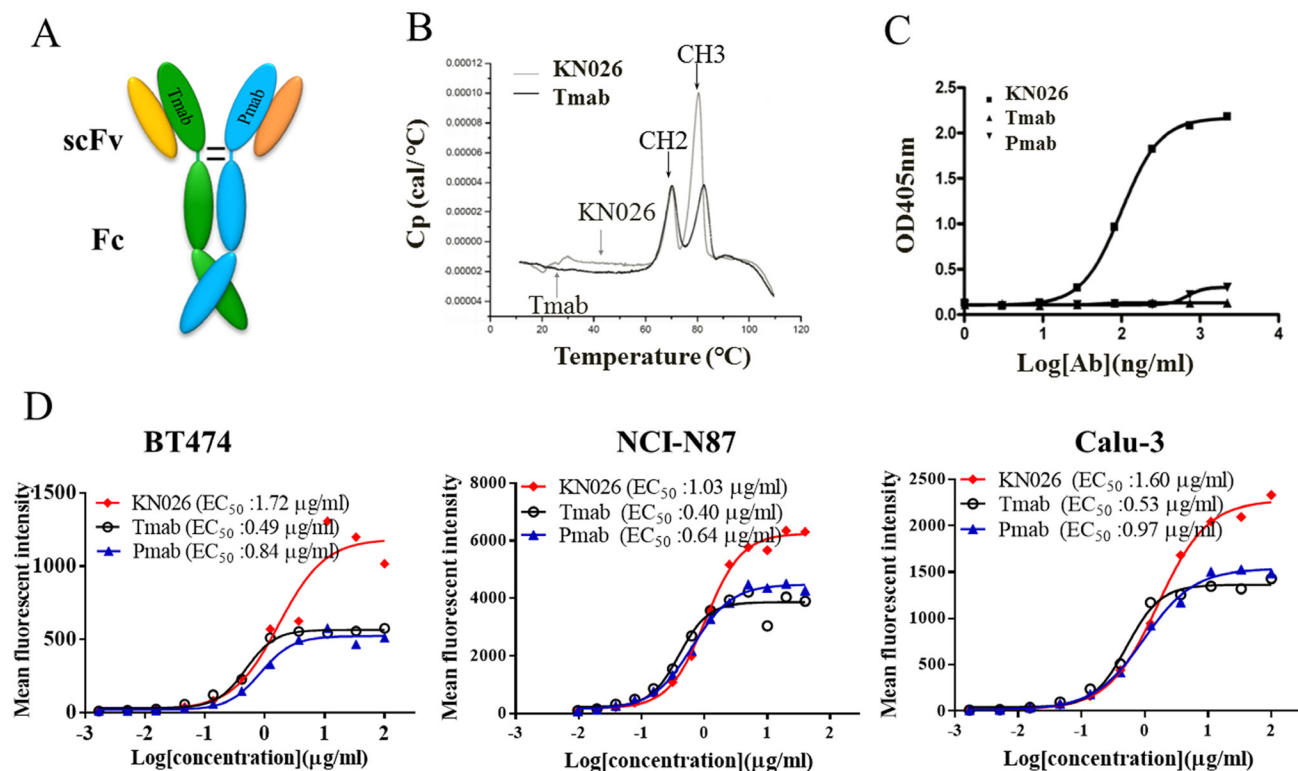 A
Tmab
Pmab
scFv
Fc
B
KN026
Tmab
CH3
CH2
KN026
Tmab
0.00012
0.00010
0.00008
0.00006
0.00004
0.00002
0.00000
0.00002
0.00004
Cp (cal/°C)
0 20 40 60 80 100 120
Temperature (°C)
C
KN026
Tmab
Pmab
2.5
2.0
1.5
1.0
0.5
0.0
OD405nm
0 1 2 3 4
Log[Ab](ng/ml)
D
BT474
KN026 (EC50 :1.72 μg/ml)
Tmab (EC50 :0.49 μg/ml)
Pmab (EC50 :0.84 μg/ml)
1500
1000
500
0
Mean fluorescent intensity
-3 -2 -1 0 1 2
Log[concentration](μg/ml)
NCI-N87
KN026 (EC50 :1.03 μg/ml)
Tmab (EC50 :0.40 μg/ml)
Pmab (EC50 :0.64 μg/ml)
8000
6000
4000
2000
0
Mean fluorescent intensity
-3 -2 -1 0 1 2
Log[concentration](μg/ml)
Calu-3
KN026 (EC50 :1.60 μg/ml)
Tmab (EC50 :0.53 μg/ml)
Pmab (EC50 :0.97 μg/ml)
2500
2000
1500
1000
500
0
Mean fluorescent intensity
-3 -2 -1 0 1 2
Log[concentration](μg/ml)